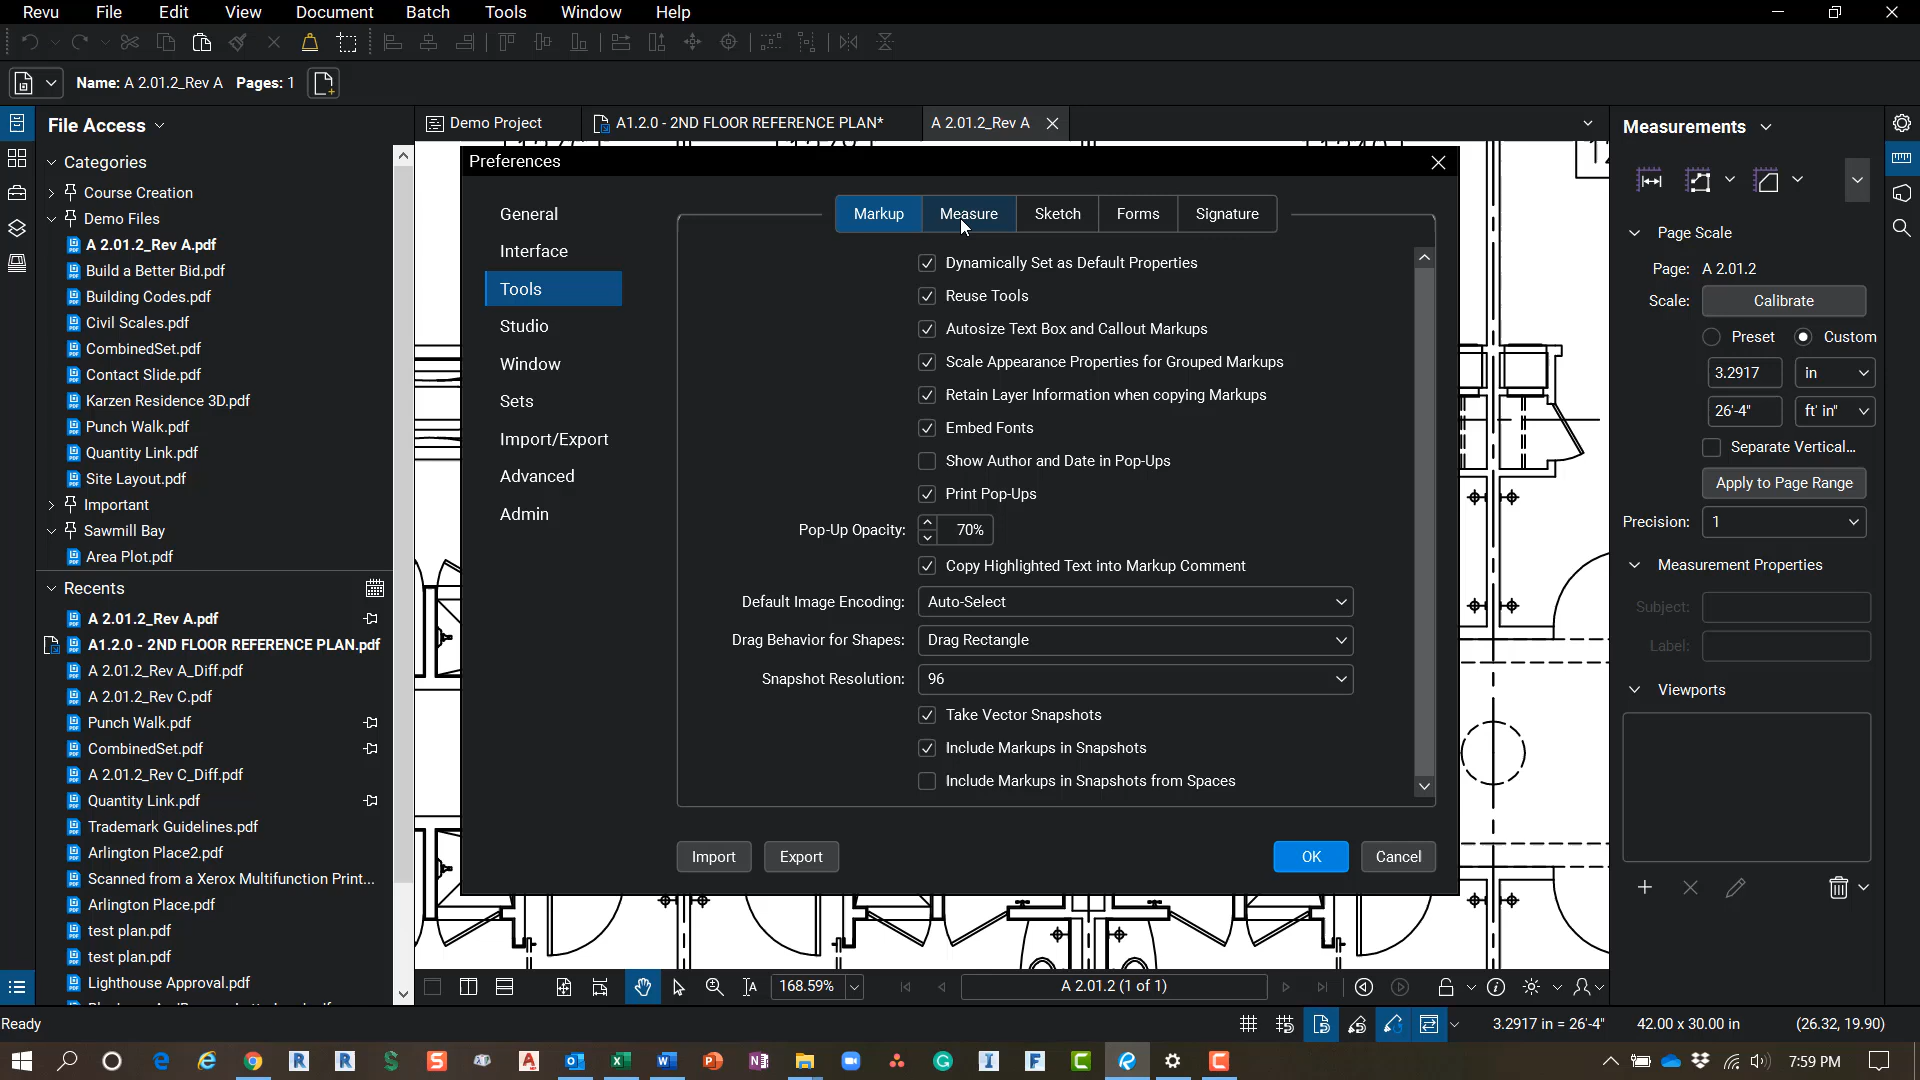 Revu File Edit View Document Batch Tools Window Help
Name: A 2.01.2_Rev A Pages: 1
File Access
Categories
Course Creation
Demo Files
A 2.01.2_Rev A.pdf
Build a Better Bid.pdf
Building Codes.pdf
Civil Scales.pdf
CombinedSet.pdf
Contact Slide.pdf
Karzen Residence 3D.pdf
Punch Walk.pdf
Quantity Link.pdf
Site Layout.pdf
Important
Sawmill Bay
Area Plot.pdf
Recents
A 2.01.2_Rev A.pdf
A1.2.0 - 2ND FLOOR REFERENCE PLAN.pdf
A 2.01.2_Rev A_Diff.pdf
A 2.01.2_Rev C.pdf
Punch Walk.pdf
CombinedSet.pdf
A 2.01.2_Rev C_Diff.pdf
Quantity Link.pdf
Trademark Guidelines.pdf
Arlington Place2.pdf
Scanned from a Xerox Multifunction Print...
Arlington Place.pdf
test plan.pdf
test plan.pdf
Lighthouse Approval.pdf
Demo Project
A1.2.0 - 2ND FLOOR REFERENCE PLAN*
A 2.01.2_Rev A
Preferences
General
Interface
Tools
Studio
Window
Sets
Import/Export
Advanced
Admin
Markup Measure Sketch Forms Signature
Dynamically Set as Default Properties
Reuse Tools
Autosize Text Box and Callout Markups
Scale Appearance Properties for Grouped Markups
Retain Layer Information when copying Markups
Embed Fonts
Show Author and Date in Pop-Ups
Print Pop-Ups
Pop-Up Opacity: 70%
Copy Highlighted Text into Markup Comment
Default Image Encoding: Auto-Select
Drag Behavior for Shapes: Drag Rectangle
Snapshot Resolution: 96
Take Vector Snapshots
Include Markups in Snapshots
Include Markups in Snapshots from Spaces
Import Export OK Cancel
Measurements
Page Scale
Page: A 2.01.2
Scale: Calibrate
Preset Custom
3.2917 in
26'-4" ft' in"
Separate Vertical...
Apply to Page Range
Precision: 1
Measurement Properties
Subject:
Label:
Viewports
168.59%
A 2.01.2 (1 of 1)
Ready
3.2917 in = 26'-4" 42.00 x 30.00 in (26.32, 19.90)
7:59 PM